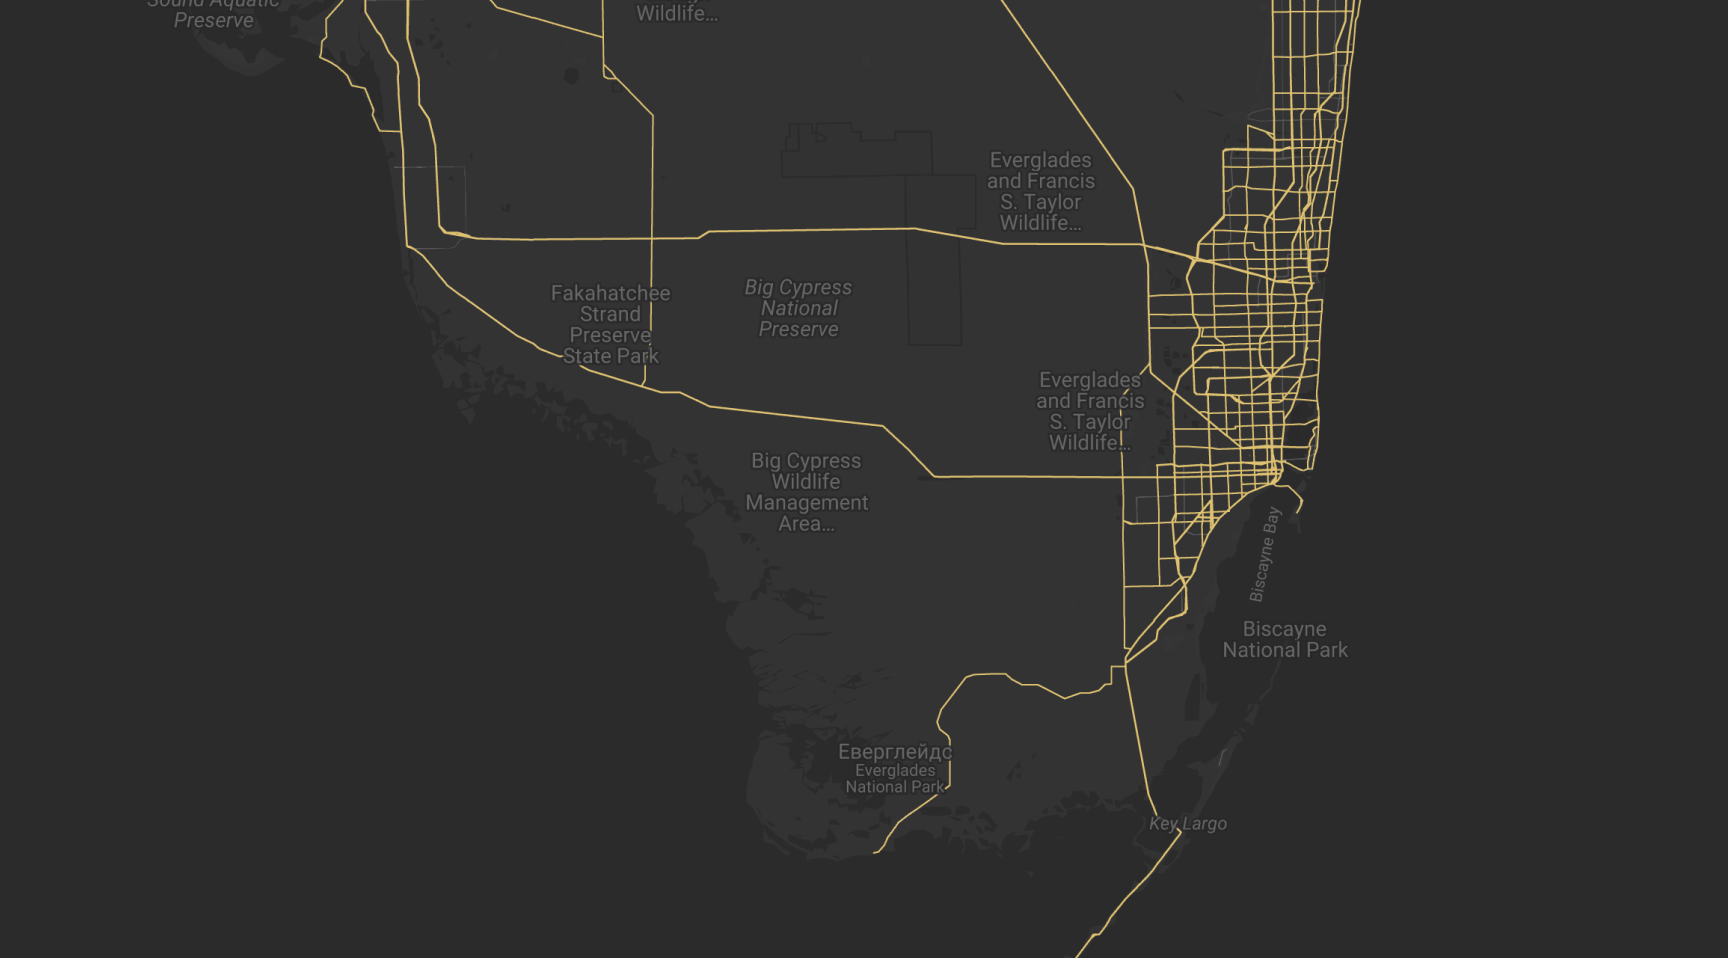 Sound Aquatic
Preserve
Wildlife...
Everglades
and Francis
S. Taylor
Wildlife...
Fakahatchee
Strand
Preserve
State Park
Big Cypress
National
Preserve
Everglades
and Francis
S. Taylor
Wildlife...
Big Cypress
Wildlife
Management
Area...
Biscayne Bay
Biscayne
National Park
Еверглейдс
Everglades
National Park
Key Largo